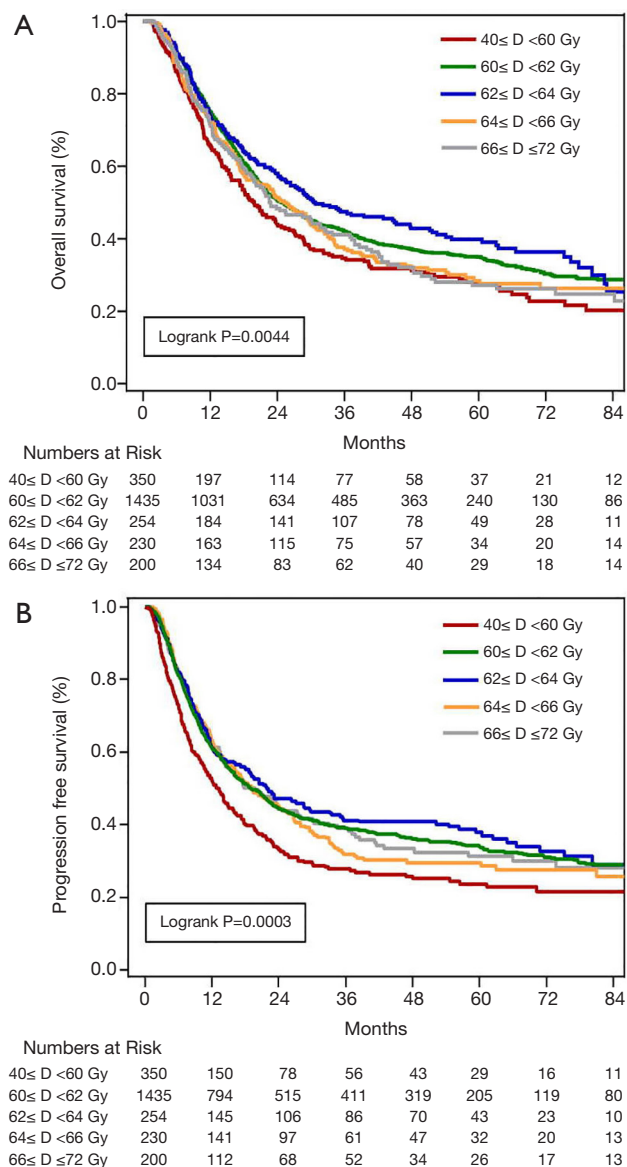 A
1.0
0.8
0.6
0.4
0.2
0.0
Overall survival (%)
40≤ D <60 Gy
60≤ D <62 Gy
62≤ D <64 Gy
64≤ D <66 Gy
66≤ D ≤72 Gy
Logrank P=0.0044
0 12 24 36 48 60 72 84
Months
Numbers at Risk
40≤ D <60 Gy 350 197 114 77 58 37 21 12
60≤ D <62 Gy 1435 1031 634 485 363 240 130 86
62≤ D <64 Gy 254 184 141 107 78 49 28 11
64≤ D <66 Gy 230 163 115 75 57 34 20 14
66≤ D ≤72 Gy 200 134 83 62 40 29 18 14
B
1.0
0.8
0.6
0.4
0.2
0.0
Progression free survival (%)
40≤ D <60 Gy
60≤ D <62 Gy
62≤ D <64 Gy
64≤ D <66 Gy
66≤ D ≤72 Gy
Logrank P=0.0003
0 12 24 36 48 60 72 84
Months
Numbers at Risk
40≤ D <60 Gy 350 150 78 56 43 29 16 11
60≤ D <62 Gy 1435 794 515 411 319 205 119 80
62≤ D <64 Gy 254 145 106 86 70 43 23 10
64≤ D <66 Gy 230 141 97 61 47 32 20 13
66≤ D ≤72 Gy 200 112 68 52 34 26 17 13